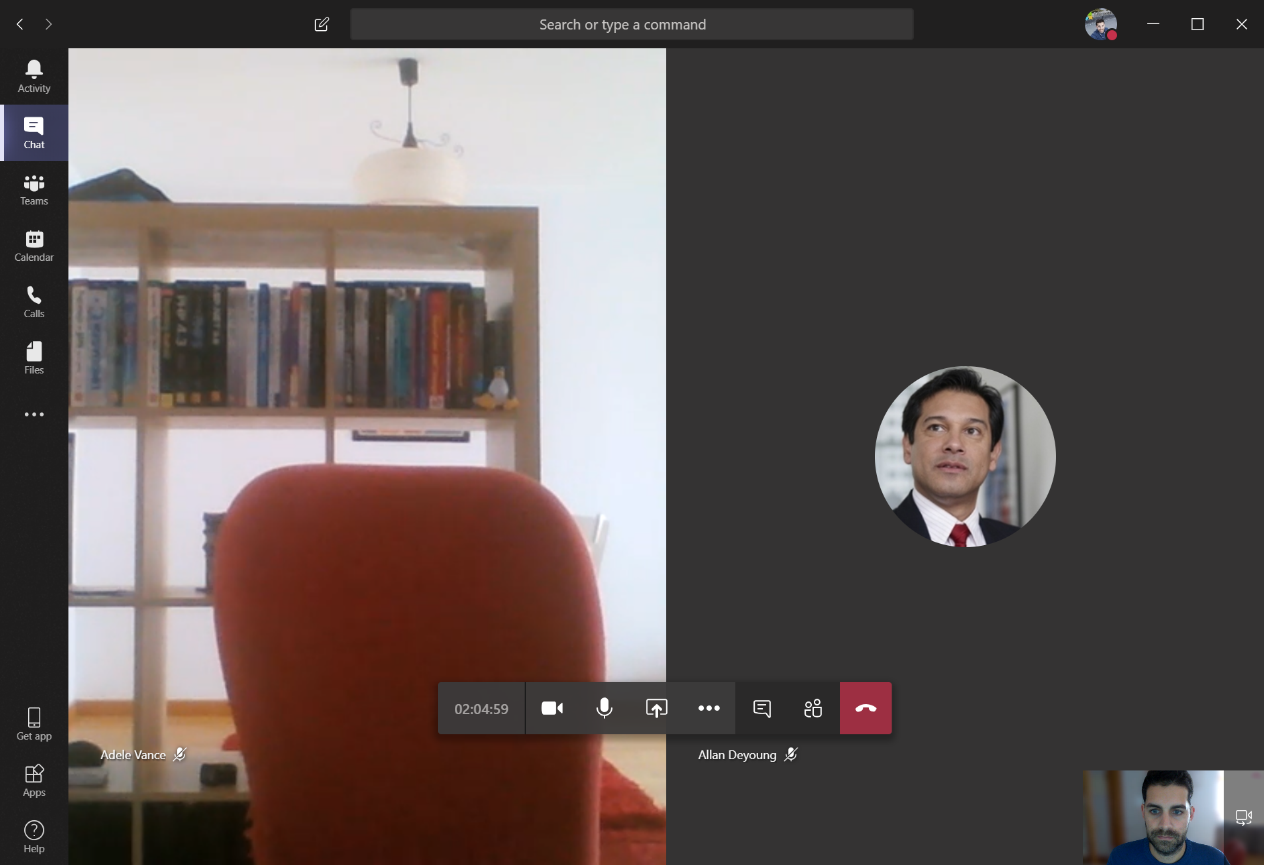 Search or type a command
Activity
Chat
Teams
Calendar
Calls
Files
Get app
Apps
Help
02:04:59
Adele Vance
Allan Deyoung